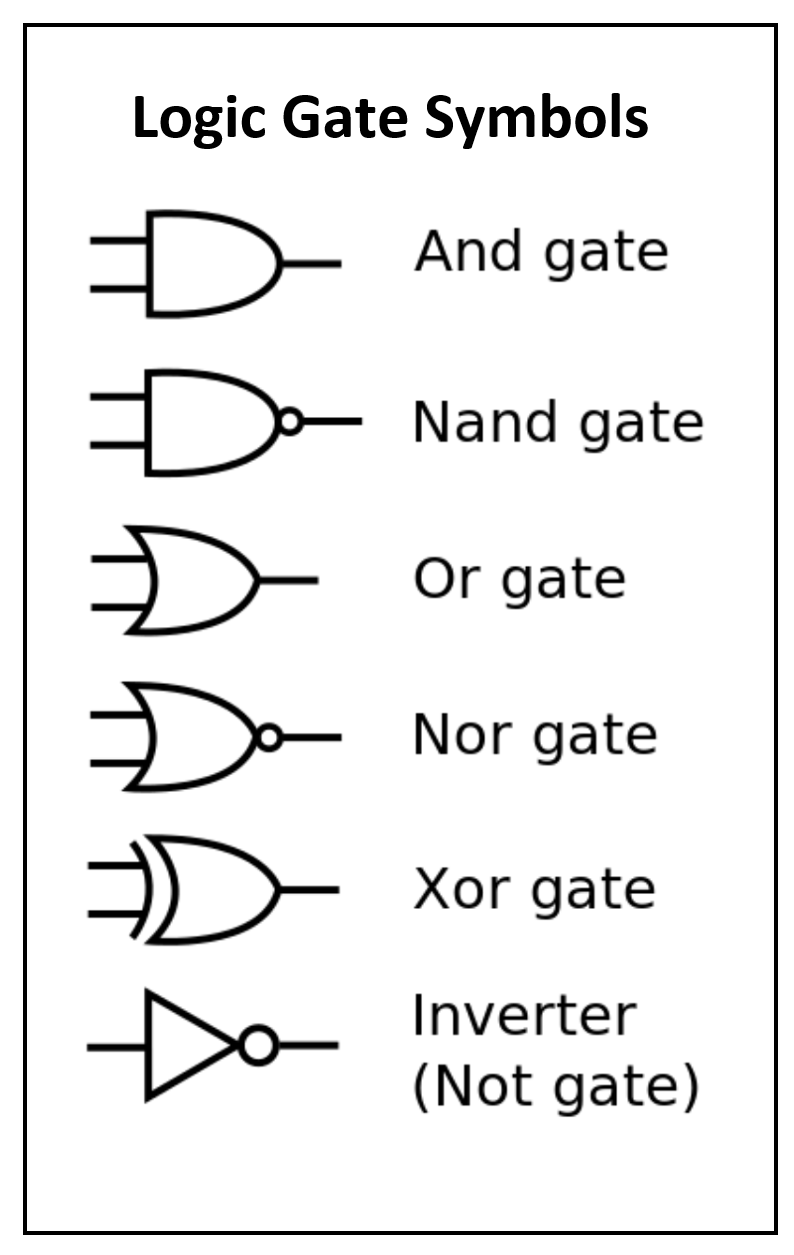 Logic Gate Symbols
And gate
Nand gate
Or gate
Nor gate
Xor gate
Inverter
(Not gate)